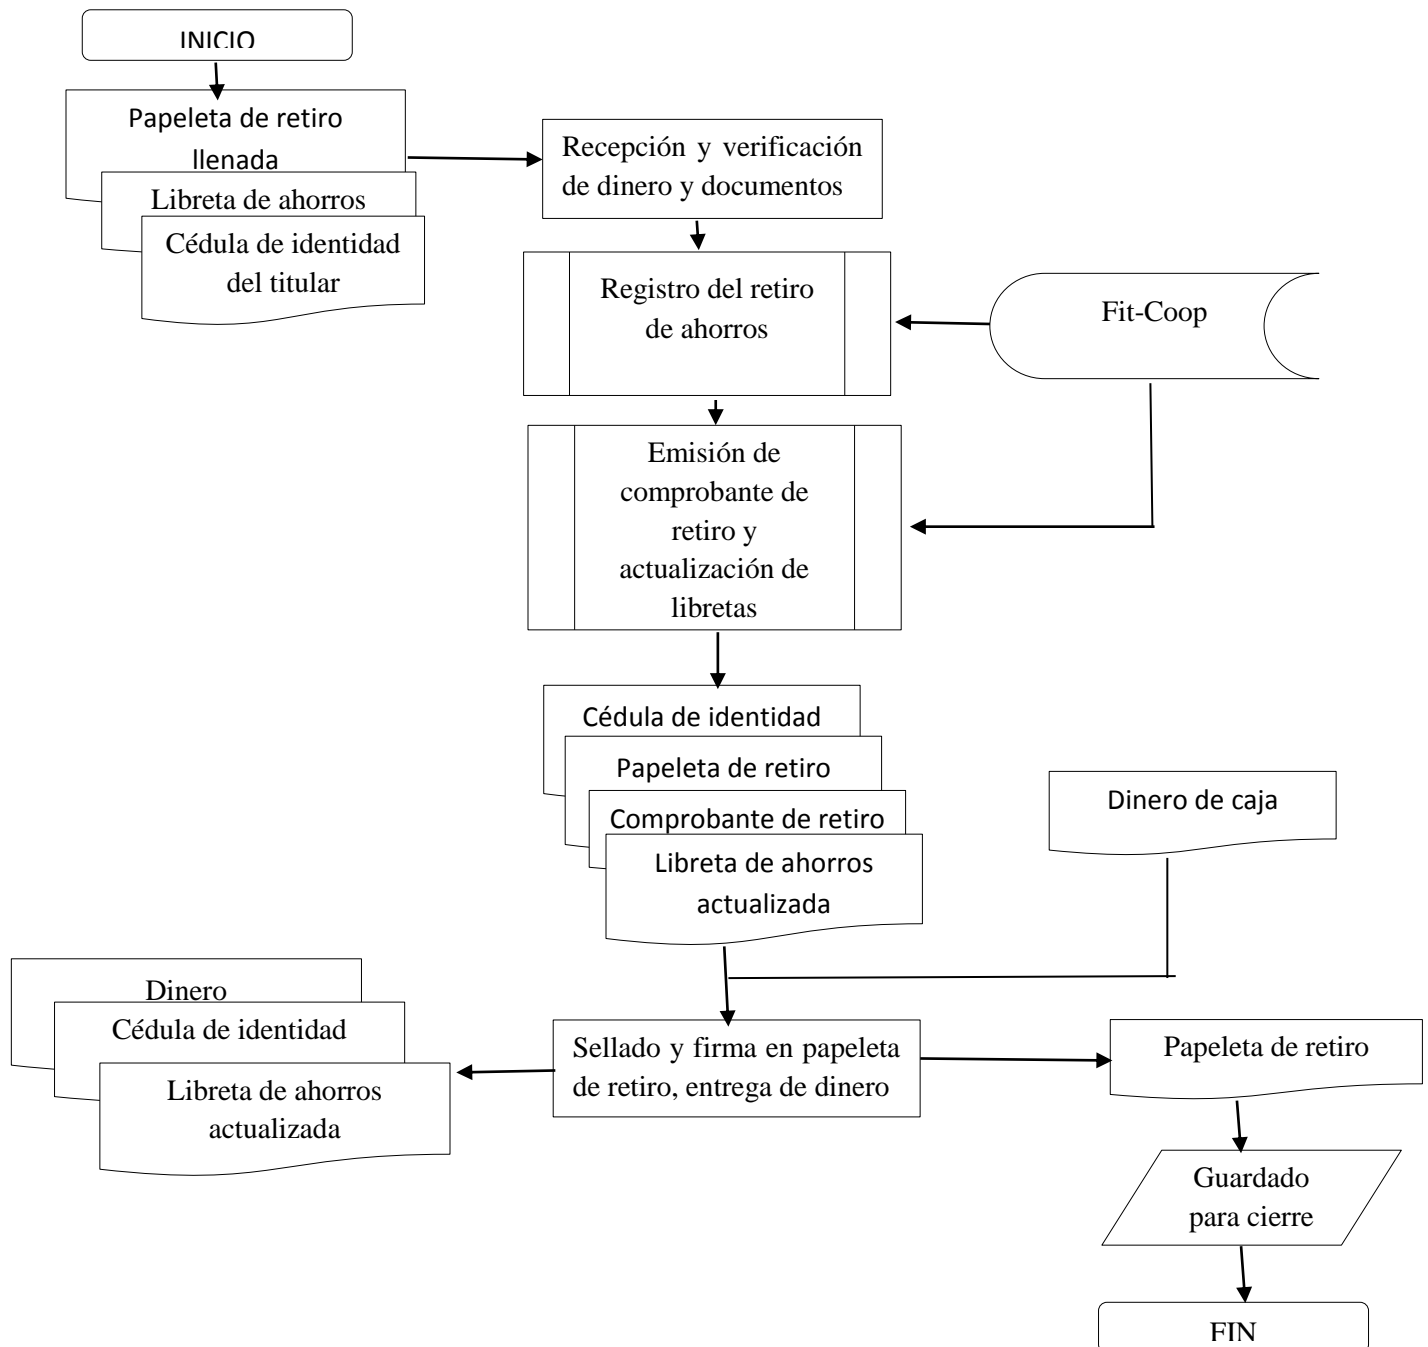 INICIO
Papeleta de retiro
llenada
Libreta de ahorros
Cédula de identidad
del titular
Recepción y verificación
de dinero y documentos
Registro del retiro
de ahorros
Fit-Coop
Emisión de
comprobante de
retiro y
actualización de
libretas
Cédula de identidad
Papeleta de retiro
Comprobante de retiro
Libreta de ahorros
actualizada
Dinero de caja
Dinero
Cédula de identidad
Libreta de ahorros
actualizada
Sellado y firma en papeleta
de retiro, entrega de dinero
Papeleta de retiro
Guardado
para cierre
FIN